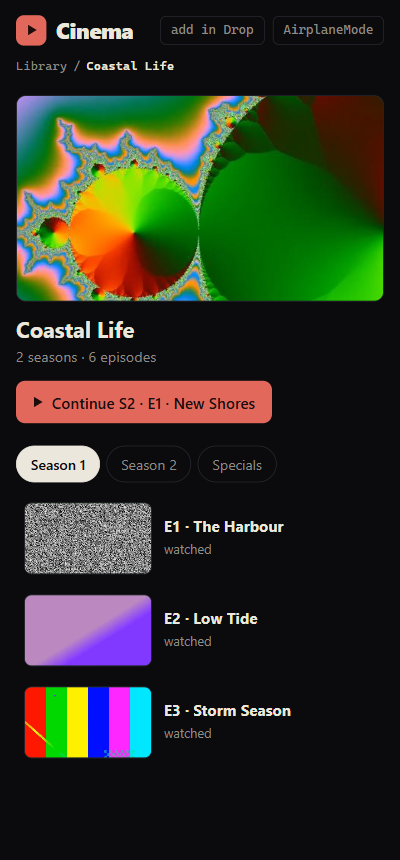 Cinema
add in Drop
AirplaneMode
Library / Coastal Life
Coastal Life
2 seasons · 6 episodes
Continue S2 · E1 · New Shores
Season 1
Season 2
Specials
E1 · The Harbour
watched
E2 · Low Tide
watched
E3 · Storm Season
watched